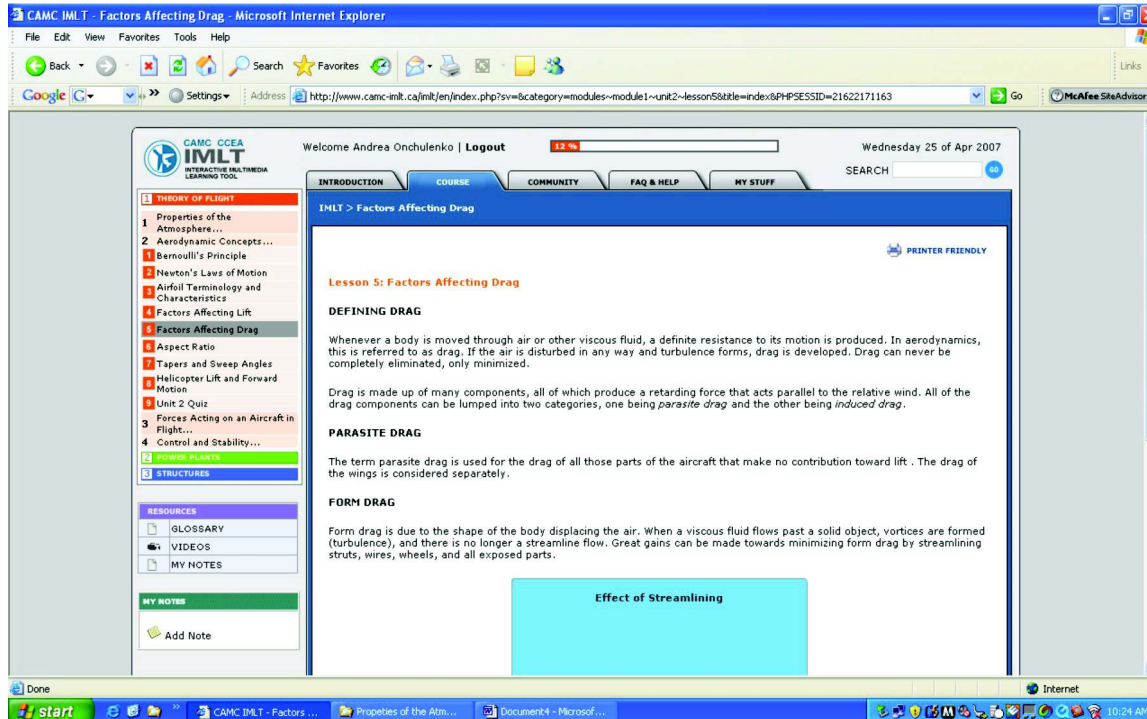 CAMC IMLT - Factors Affecting Drag - Microsoft Internet Explorer
File Edit View Favorites Tools Help
Back Search Favorites
Links
Google G Settings Address http://www.camc-imlt.ca/imlt/en/index.php?sv=&category=modules~module1~unit2~lesson5&title=index&PHPSESSID=21622171163 Go McAfee SiteAdvisor
CAMC CCEA
IMLT
INTERACTIVE MULTIMEDIA
LEARNING TOOL
Welcome Andrea Onchulenko | Logout 12 % Wednesday 25 of Apr 2007
SEARCH GO
INTRODUCTION COURSE COMMUNITY FAQ & HELP MY STUFF
IMLT > Factors Affecting Drag
1 THEORY OF FLIGHT
1 Properties of the
Atmosphere...
2 Aerodynamic Concepts...
1 Bernoulli's Principle
2 Newton's Laws of Motion
3 Airfoil Terminology and
Characteristics
4 Factors Affecting Lift
5 Factors Affecting Drag
6 Aspect Ratio
7 Tapers and Sweep Angles
8 Helicopter Lift and Forward
Motion
9 Unit 2 Quiz
3 Forces Acting on an Aircraft in
Flight...
4 Control and Stability...
2 POWER PLANTS
3 STRUCTURES
RESOURCES
GLOSSARY
VIDEOS
MY NOTES
MY NOTES
Add Note
PRINTER FRIENDLY
Lesson 5: Factors Affecting Drag
DEFINING DRAG
Whenever a body is moved through air or other viscous fluid, a definite resistance to its motion is produced. In aerodynamics,
this is referred to as drag. If the air is disturbed in any way and turbulence forms, drag is developed. Drag can never be
completely eliminated, only minimized.
Drag is made up of many components, all of which produce a retarding force that acts parallel to the relative wind. All of the
drag components can be lumped into two categories, one being parasite drag and the other being induced drag.
PARASITE DRAG
The term parasite drag is used for the drag of all those parts of the aircraft that make no contribution toward lift . The drag of
the wings is considered separately.
FORM DRAG
Form drag is due to the shape of the body displacing the air. When a viscous fluid flows past a solid object, vortices are formed
(turbulence), and there is no longer a streamline flow. Great gains can be made towards minimizing form drag by streamlining
struts, wires, wheels, and all exposed parts.
Effect of Streamlining
Done Internet
start CAMC IMLT - Factors ... Propeties of the Atm... Document4 - Microsof... 10:24 AM